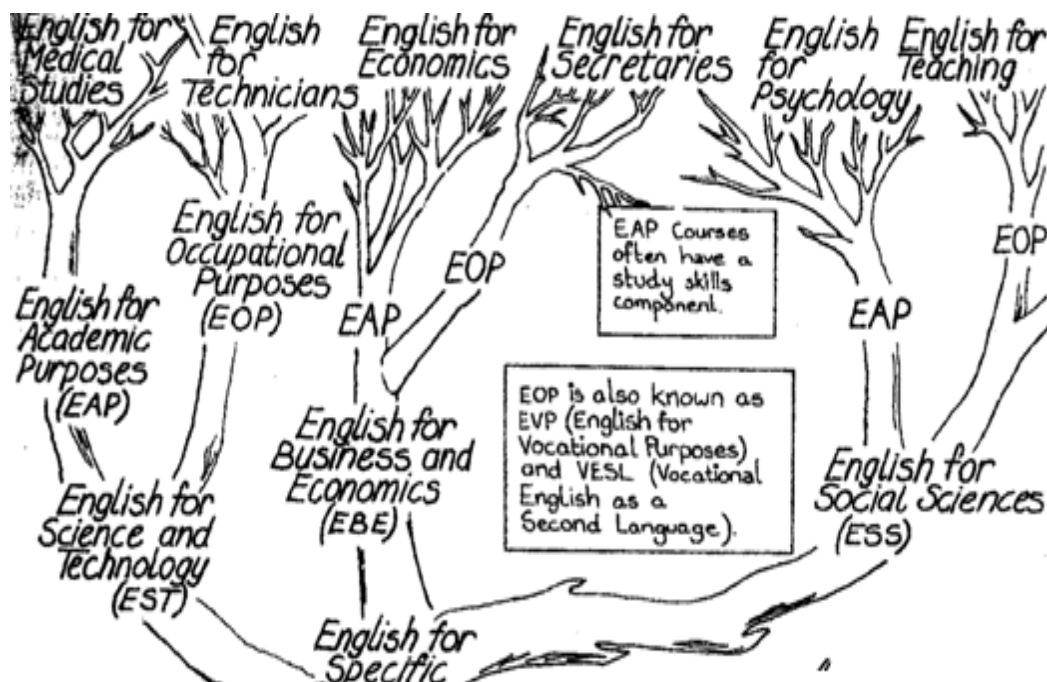 English for
Medical
Studies
English
for
Technicians
English for
Economics
English for
Secretaries
English
for
Psychology
English for
Teaching
English for
Academic
Purposes
(EAP)
English for
Occupational
Purposes
(EOP)
EAP
EOP
EAP Courses
often have a
study skills
component.
EAP
EOP
English for
Science and
Technology
(EST)
English for
Business and
Economics
(EBE)
EOP is also known as
EVP (English for
Vocational Purposes)
and VESL (Vocational
English as a
Second Language).
English for
Social Sciences
(ESS)
English for
Specific